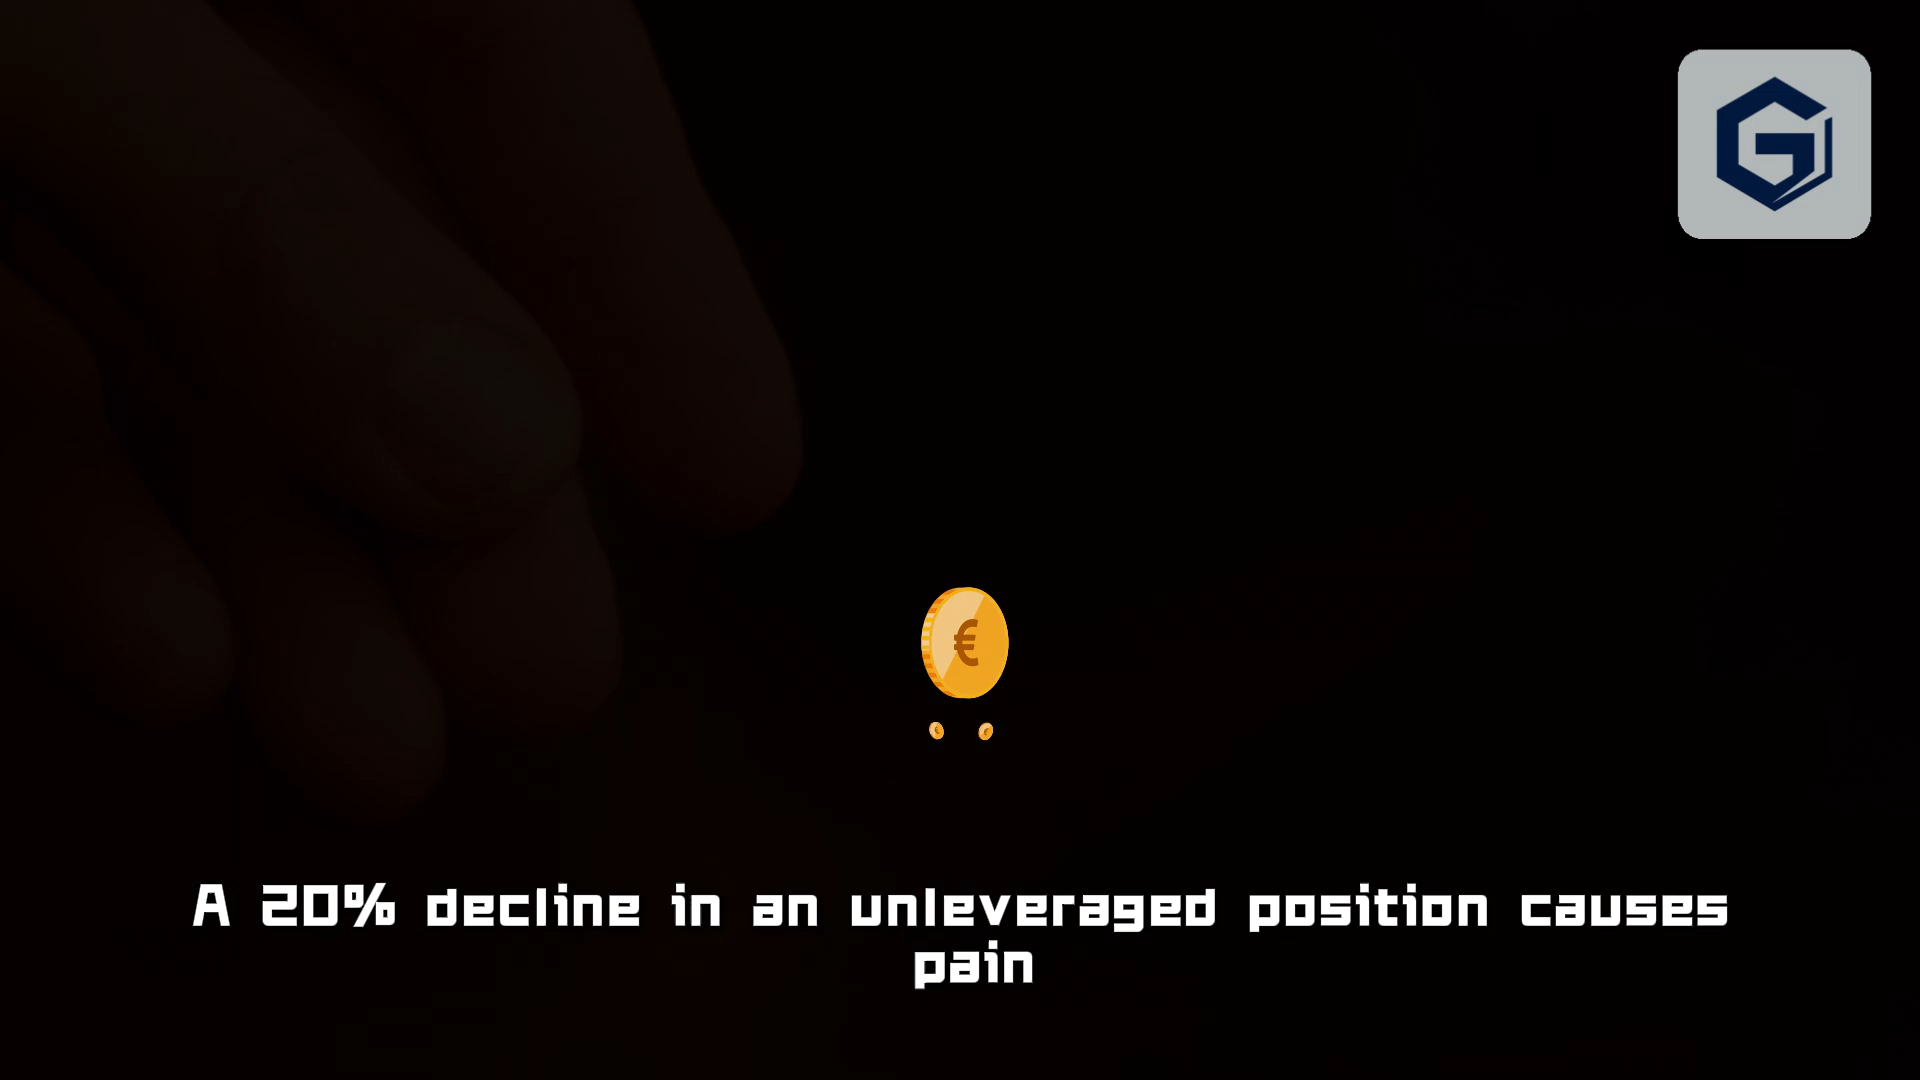 G
€
A 20% decline in an unleveraged position causes
pain